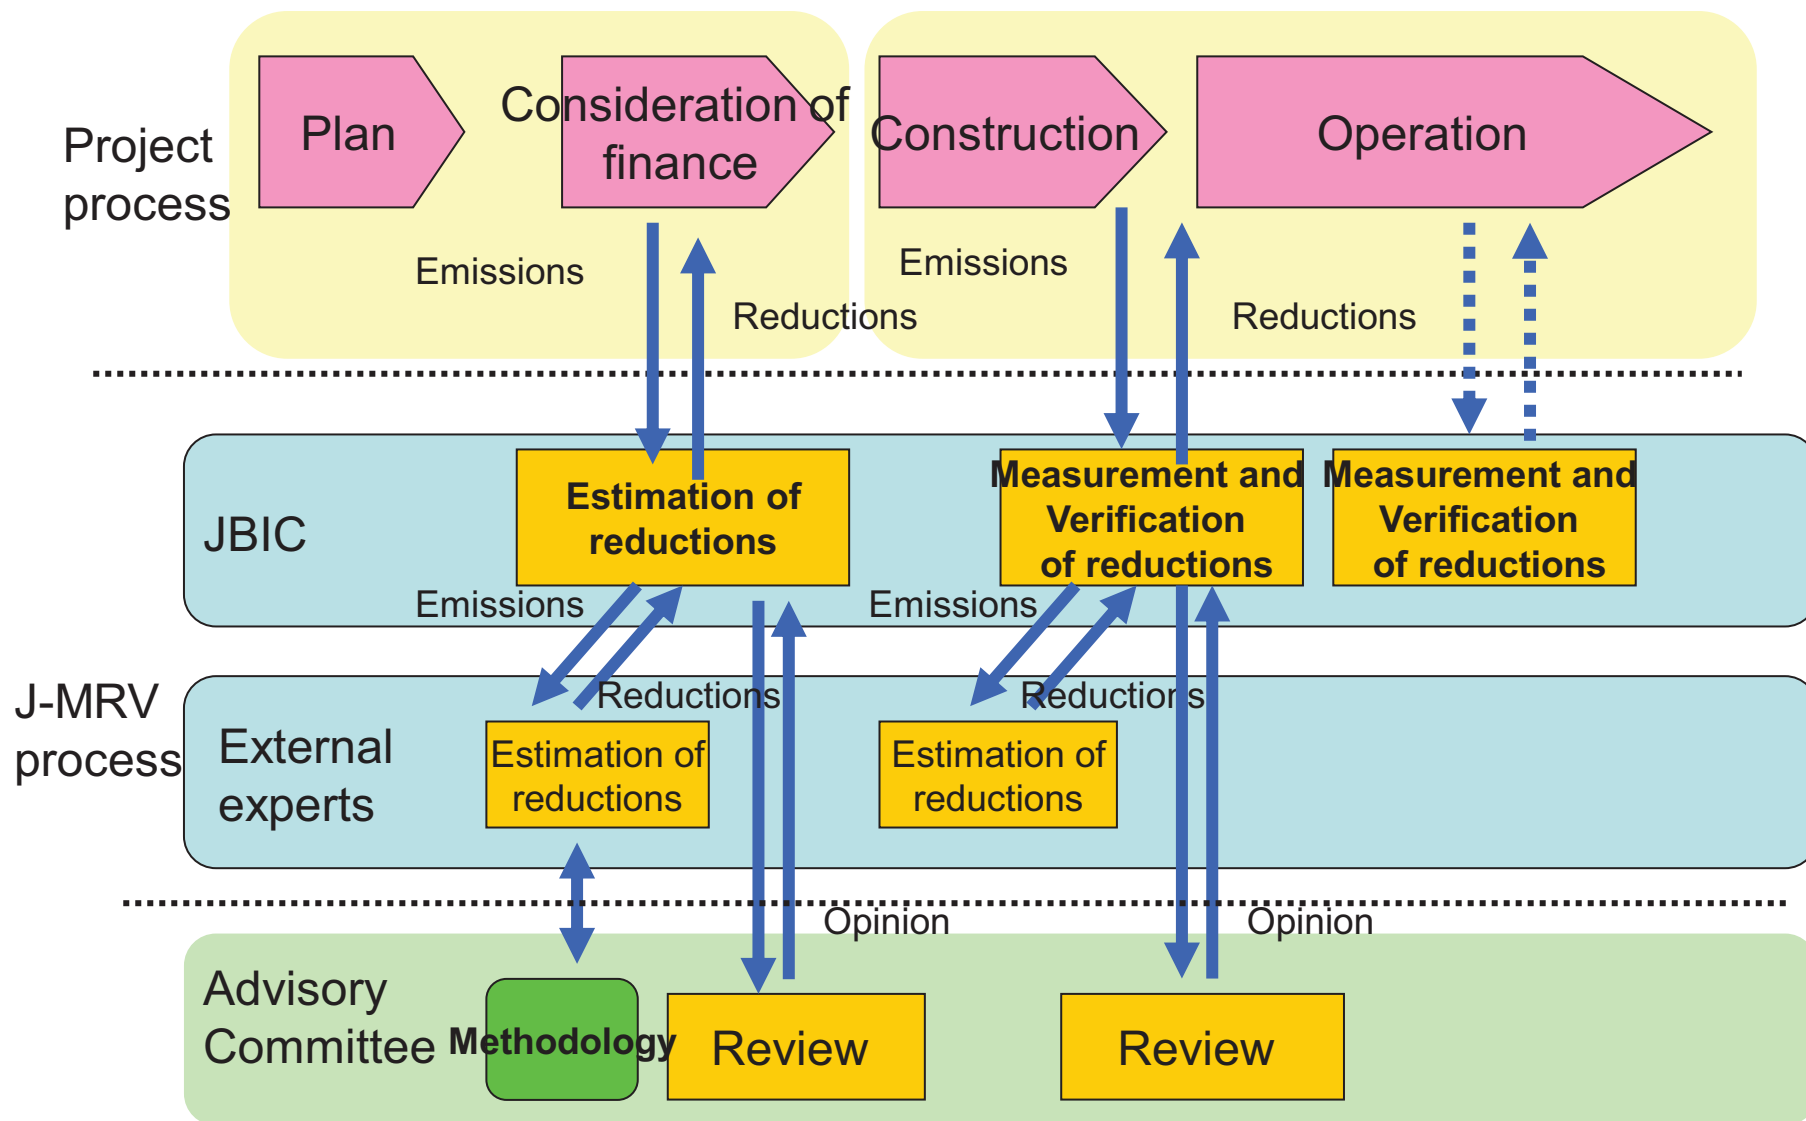 Project
process
Plan
Consideration of
finance
Construction
Operation
Emissions
Reductions
Emissions
Reductions
J-MRV
process
JBIC
Estimation of
reductions
Measurement and
Verification
of reductions
Measurement and
Verification
of reductions
Emissions
Reductions
Emissions
Reductions
External
experts
Estimation of
reductions
Estimation of
reductions
Opinion
Opinion
Advisory
Committee
Methodology
Review
Review